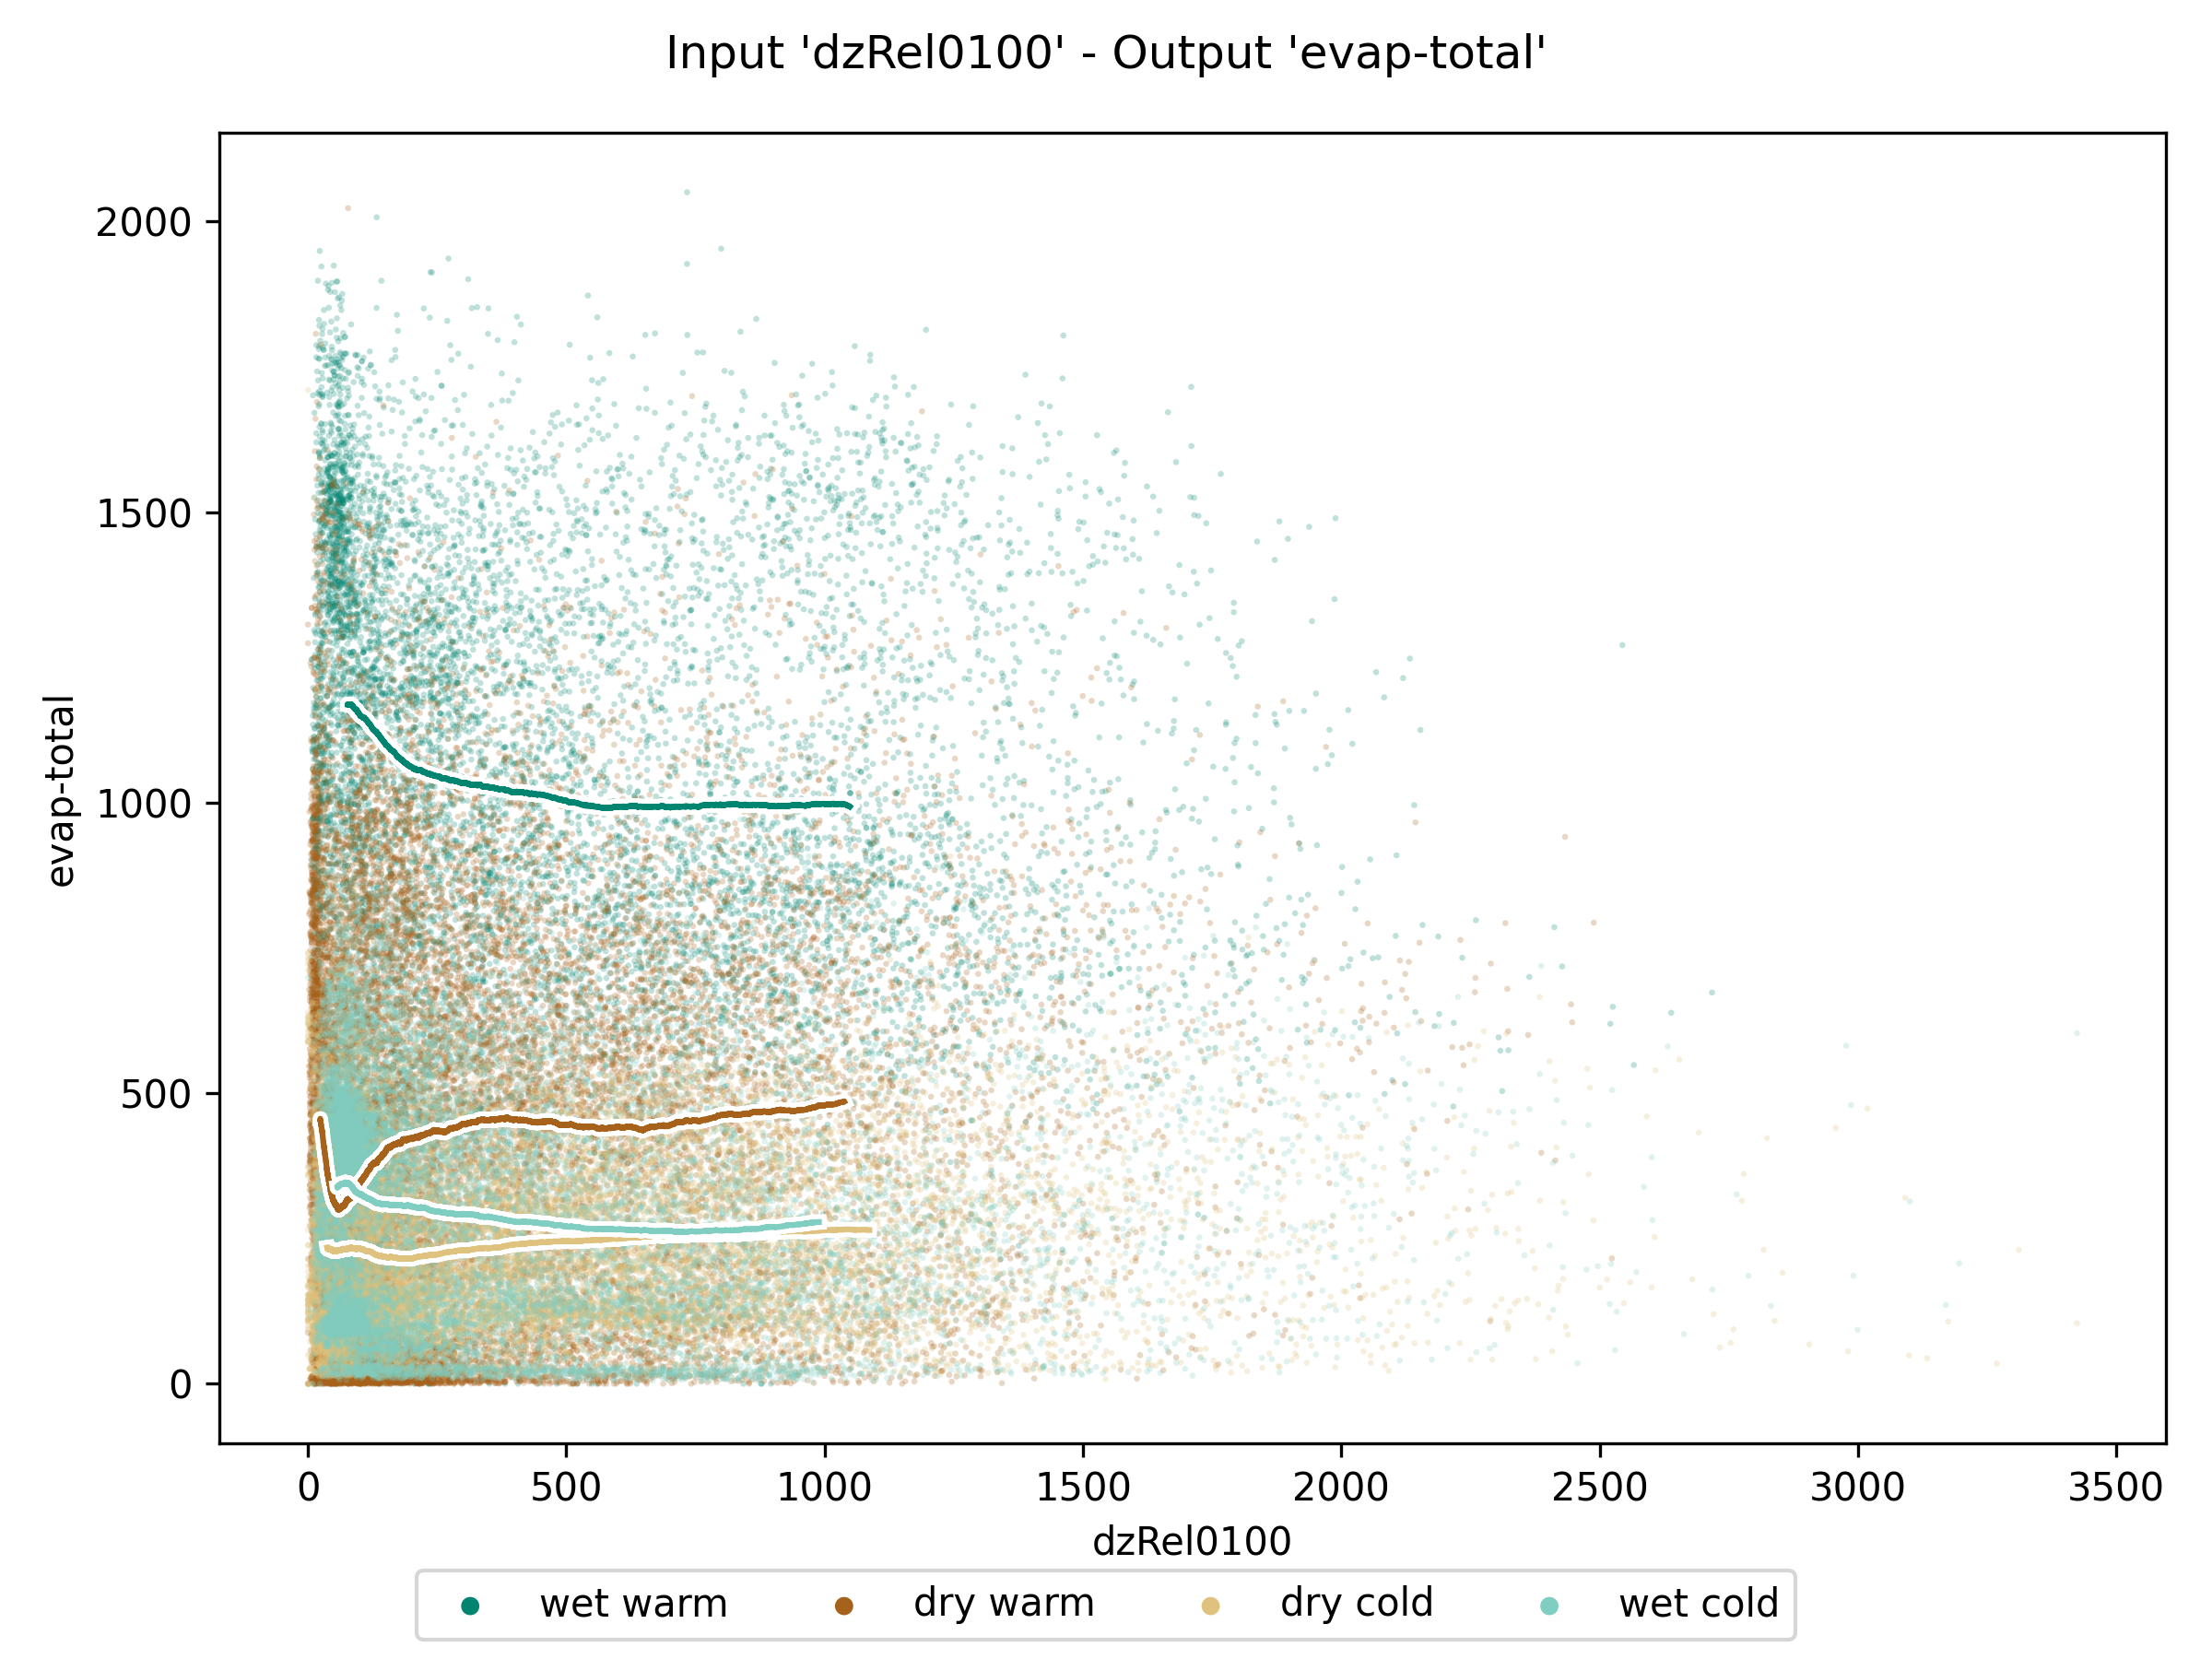 Input 'dzRel0100' - Output 'evap-total'
2000
1500
1000
500
0
evap-total
0 500 1000 1500 2000 2500 3000 3500
dzRel0100
wet warm dry warm dry cold wet cold